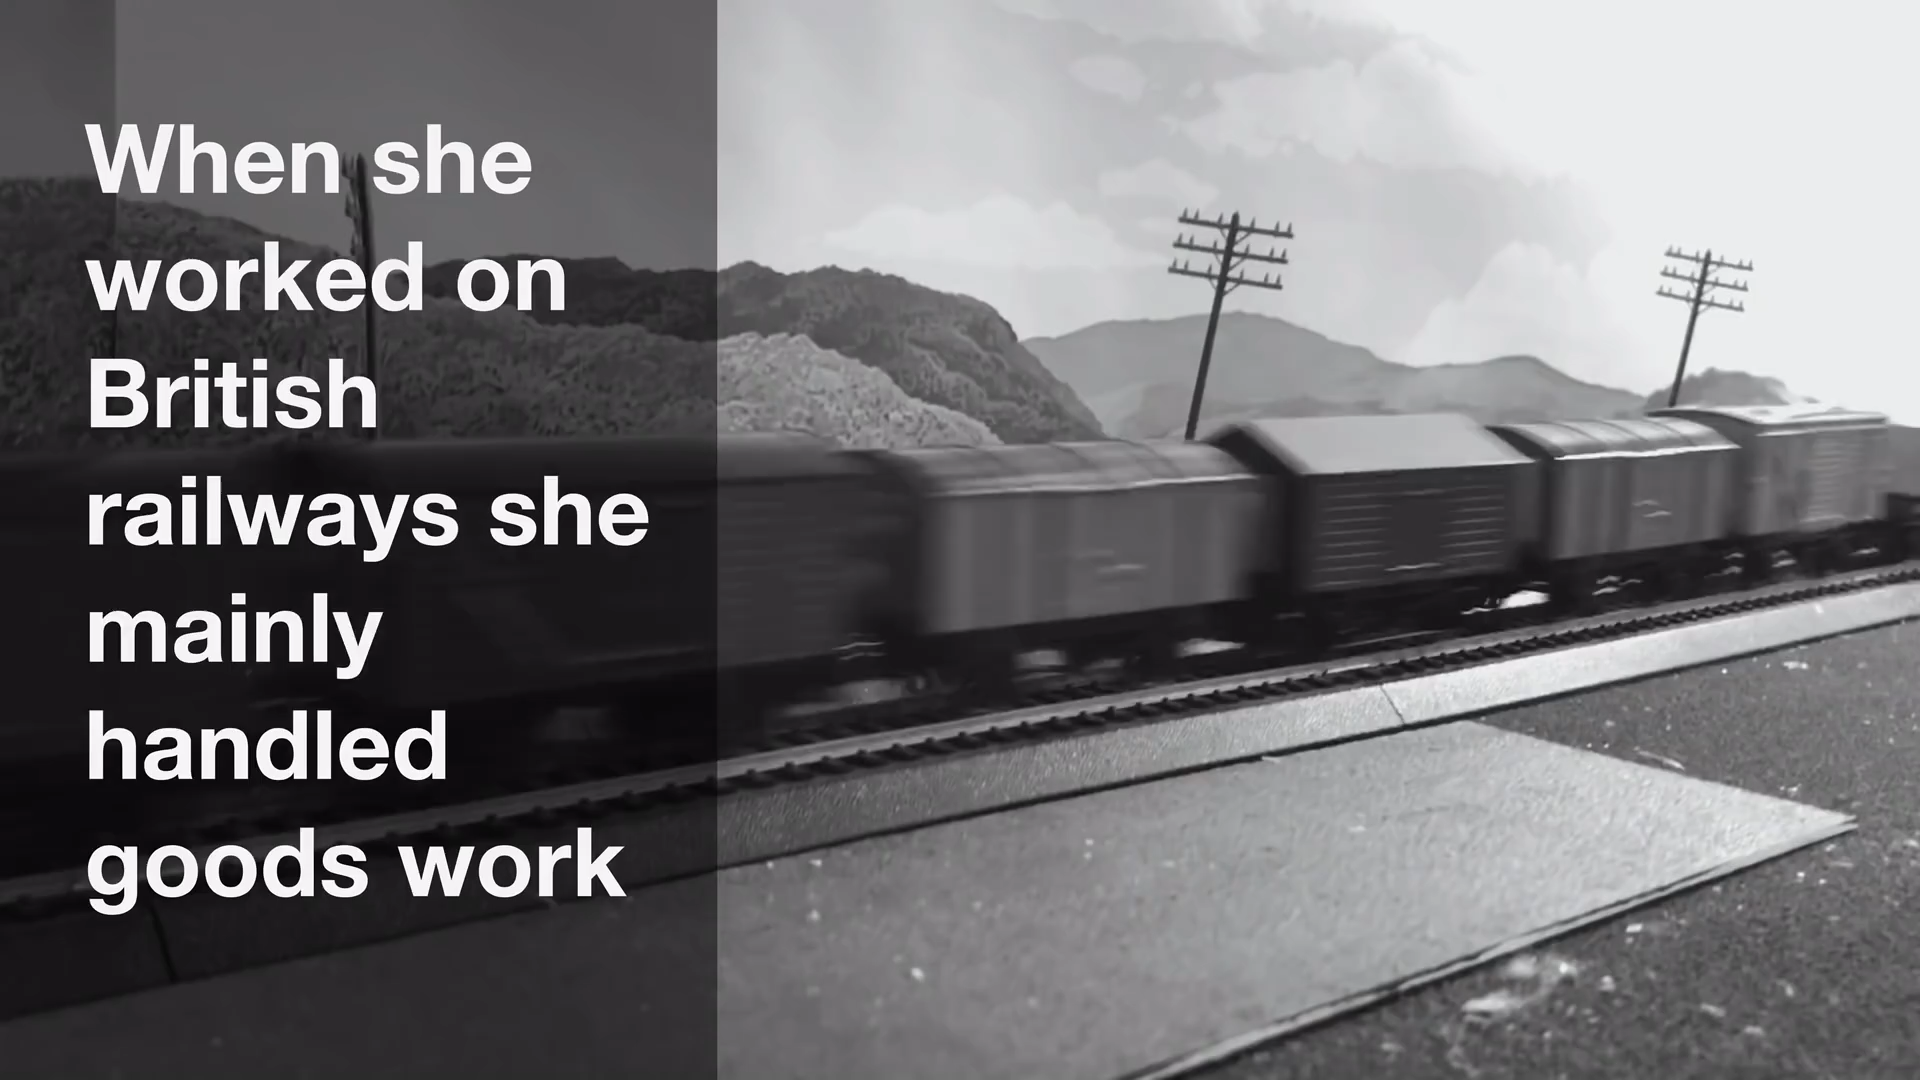 When she
worked on
British
railways she
mainly
handled
goods work